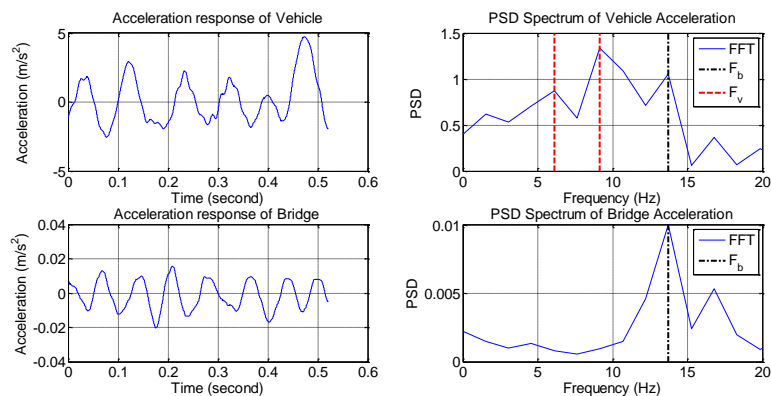 Acceleration response of Vehicle
Acceleration (m/s²)
5
0
-5
0 0.1 0.2 0.3 0.4 0.5 0.6
Time (second)
PSD Spectrum of Vehicle Acceleration
PSD
1.5
1
0.5
0
0 5 10 15 20
Frequency (Hz)
FFT
F_b
F_v
Acceleration response of Bridge
Acceleration (m/s²)
0.04
0.02
0
-0.02
-0.04
0 0.1 0.2 0.3 0.4 0.5 0.6
Time (second)
PSD Spectrum of Bridge Acceleration
PSD
0.01
0.005
0
0 5 10 15 20
Frequency (Hz)
FFT
F_b